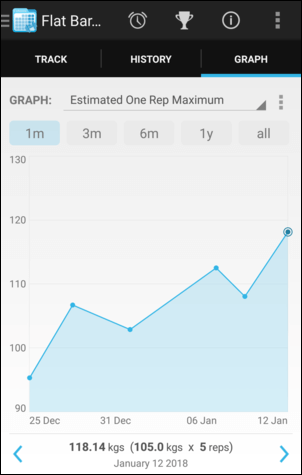 Flat Bar...
TRACK HISTORY GRAPH
GRAPH: Estimated One Rep Maximum
1m 3m 6m 1y all
130
120
110
100
90
25 Dec 31 Dec 06 Jan 12 Jan
118.14 kgs (105.0 kgs x 5 reps)
January 12 2018